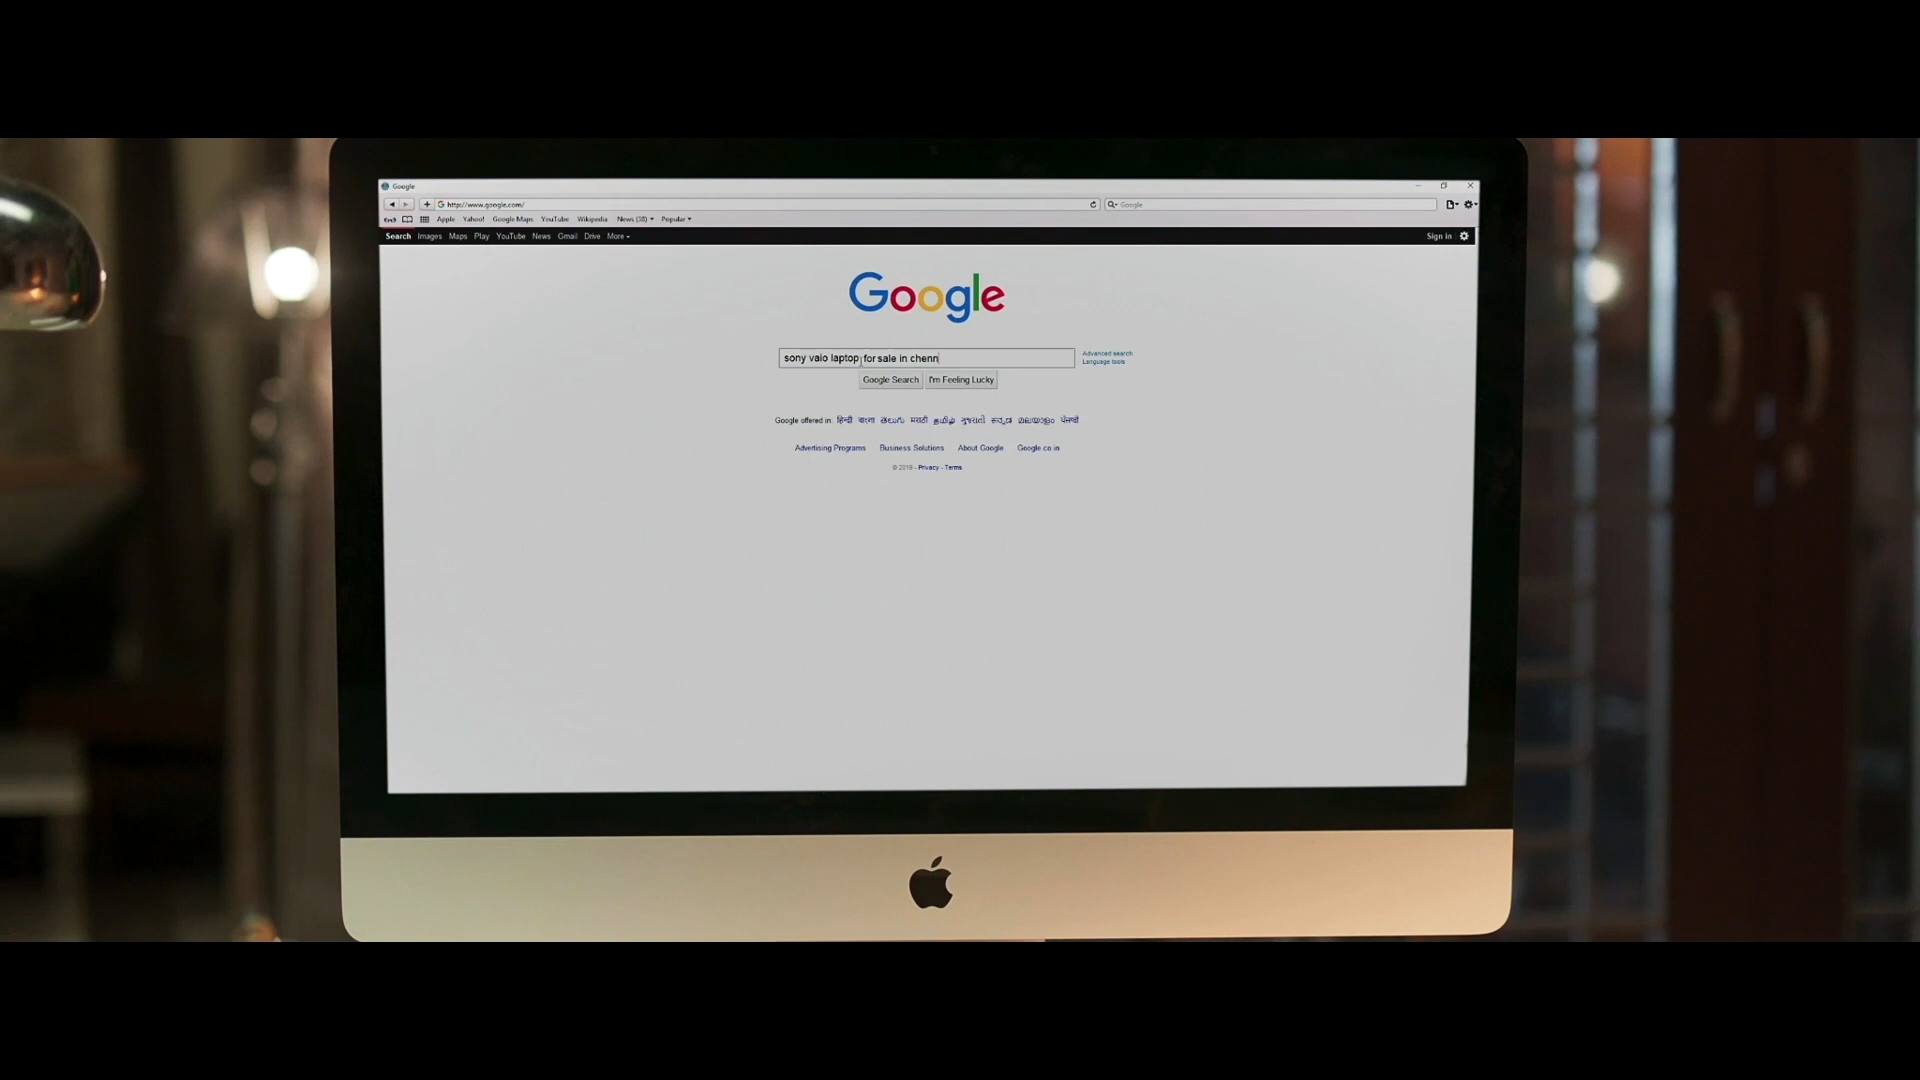 Google
http://www.google.com/
Google
Apple Yahoo! Google Maps YouTube Wikipedia News (38) Popular
Search Images Maps Play YouTube News Gmail Drive More
Sign in
Google
sony vaio laptop for sale in chenn
Advanced search
Language tools
Google Search I'm Feeling Lucky
Google offered in: हिन्दी বাংলা తెలుగు मराठी தமிழ் ગુજરાતી ಕನ್ನಡ മലയാളം ਪੰਜਾਬੀ
Advertising Programs Business Solutions About Google Google.co.in
© 2018 - Privacy - Terms